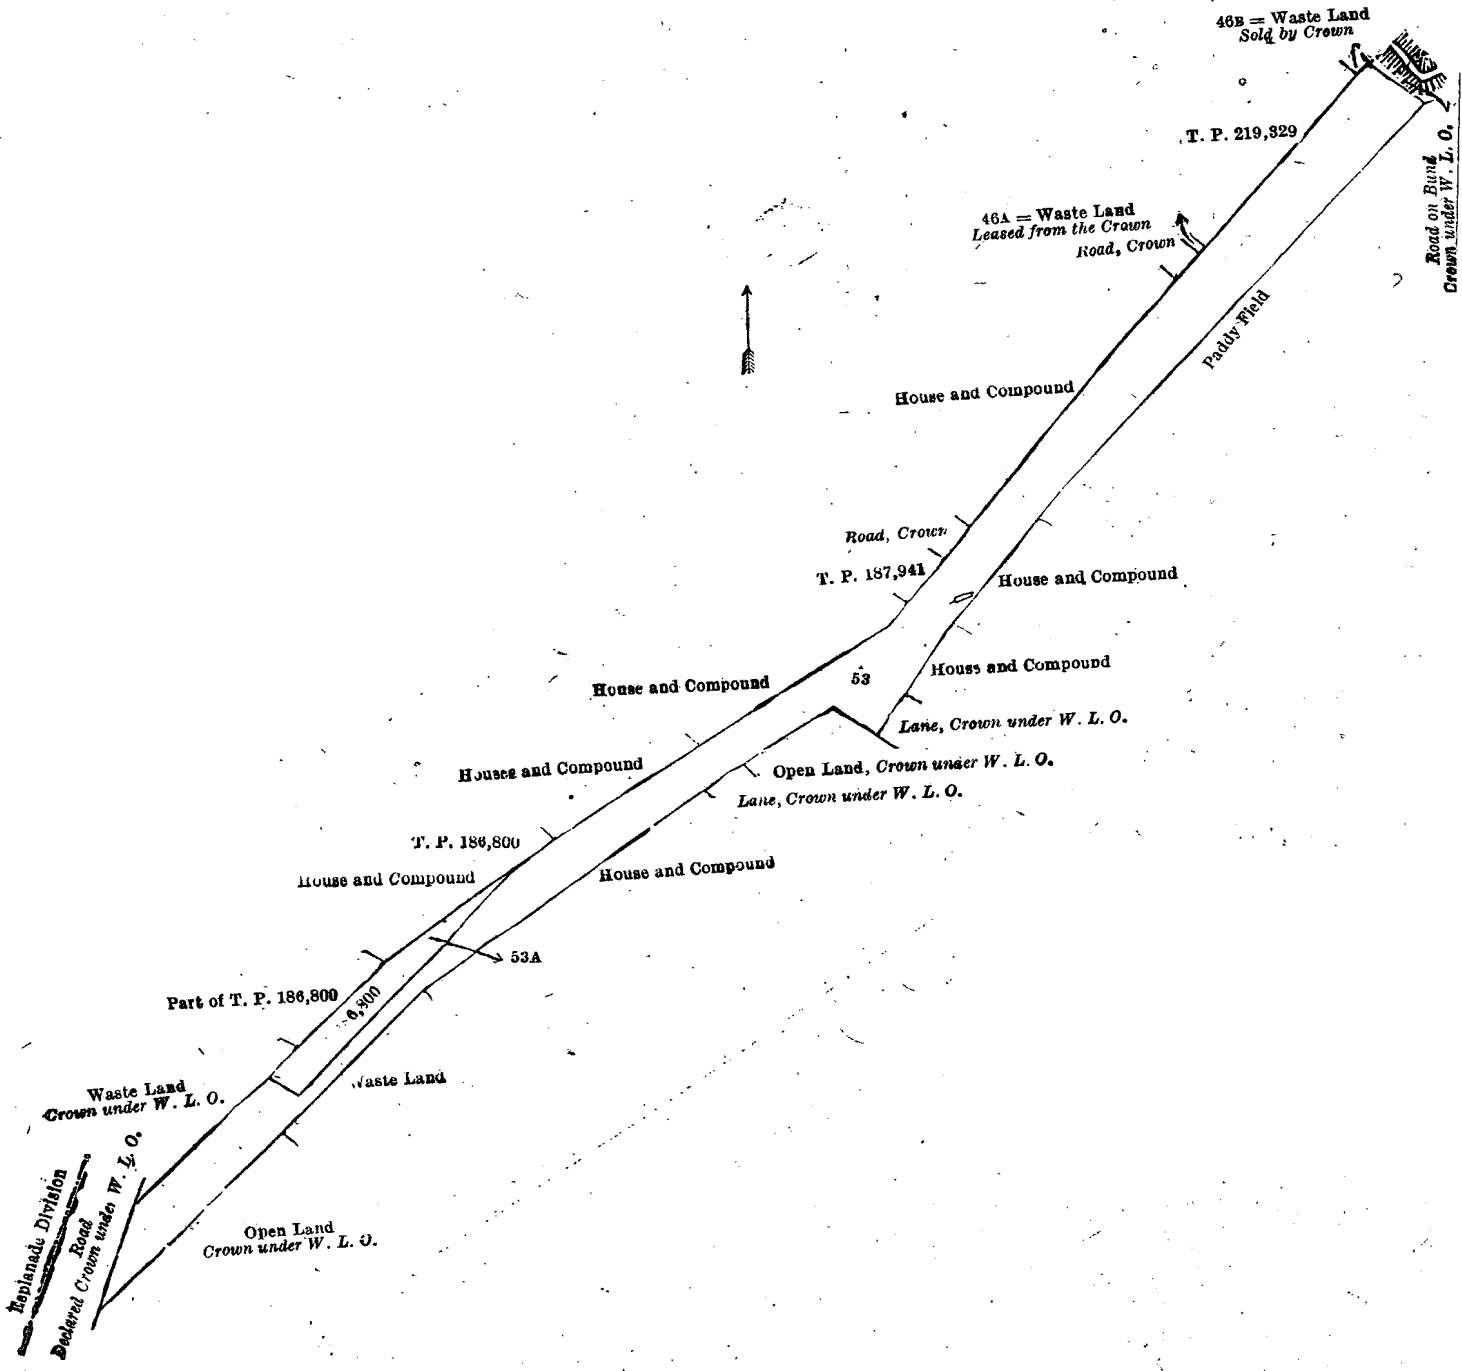 46B = Waste Land
Sold by Crown
T. P. 219,329
Road on Bund
Crown under W. L. O.
46A = Waste Land
Leased from the Crown
Road, Crown
Paddy Field
House and Compound
Road, Crown
T. P. 187,941
House and Compound
House and Compound
53
House and Compound
Lane, Crown under W. L. O.
Houses and Compound
Open Land, Crown under W. L. O.
Lane, Crown under W. L. O.
T. P. 186,800
House and Compound
House and Compound
53A
Part of T. P. 186,800
6,800
Waste Land
Waste Land
Crown under W. L. O.
Esplanade Division
Road
Declared Crown under W. L. O.
Open Land
Crown under W. L. O.